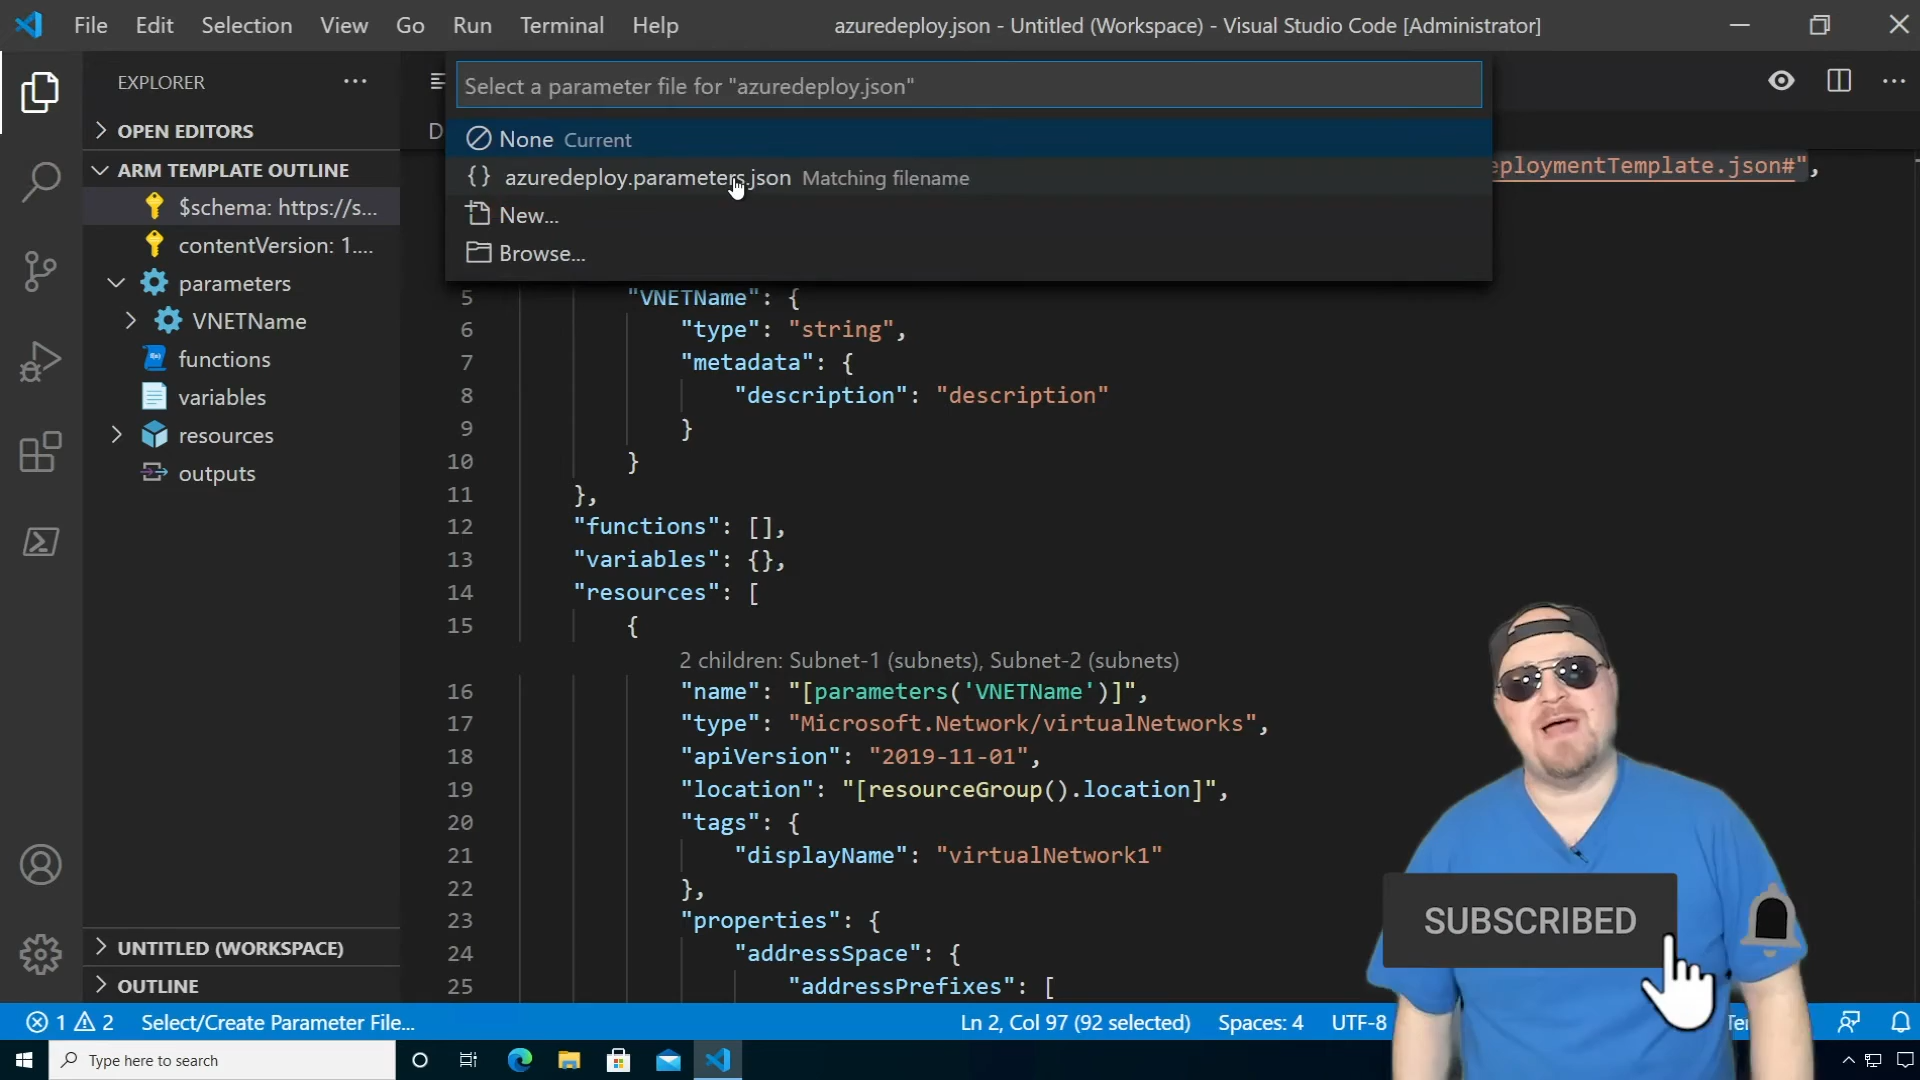 File Edit Selection View Go Run Terminal Help
azuredeploy.json - Untitled (Workspace) - Visual Studio Code [Administrator]
EXPLORER
OPEN EDITORS
ARM TEMPLATE OUTLINE
$schema: https://s...
contentVersion: 1....
parameters
VNETName
functions
variables
resources
outputs
UNTITLED (WORKSPACE)
OUTLINE
Select a parameter file for "azuredeploy.json"
None Current
{} azuredeploy.parameters.json Matching filename
New...
Browse...
eploymentTemplate.json#",
5 "VNETName": {
6 "type": "string",
7 "metadata": {
8 "description": "description"
9 }
10 }
11 },
12 "functions": [],
13 "variables": {},
14 "resources": [
15 {
2 children: Subnet-1 (subnets), Subnet-2 (subnets)
16 "name": "[parameters('VNETName')]",
17 "type": "Microsoft.Network/virtualNetworks",
18 "apiVersion": "2019-11-01",
19 "location": "[resourceGroup().location]",
20 "tags": {
21 "displayName": "virtualNetwork1"
22 },
23 "properties": {
24 "addressSpace": {
25 "addressPrefixes": [
SUBSCRIBED
1 2 Select/Create Parameter File...
Ln 2, Col 97 (92 selected) Spaces: 4 UTF-8
Type here to search